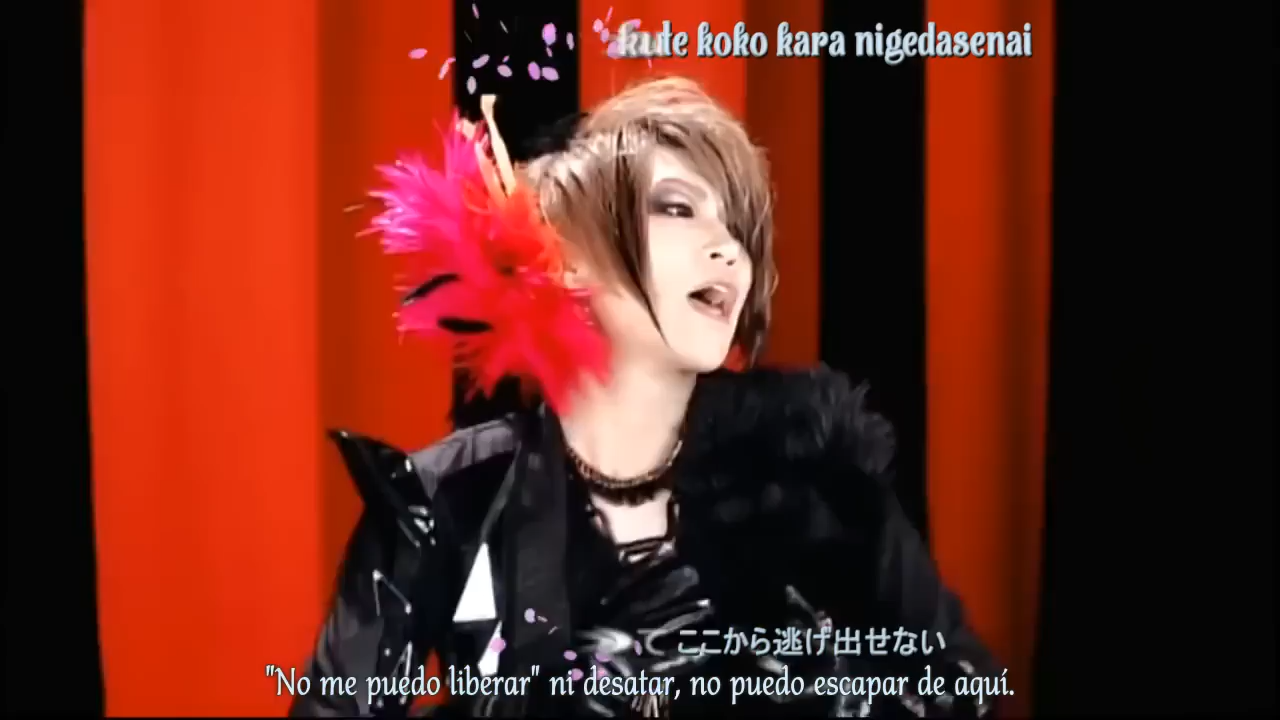 kute koko kara nigedasenai
て ここから逃げ出せない
"No me puedo liberar" ni desatar, no puedo escapar de aquí.